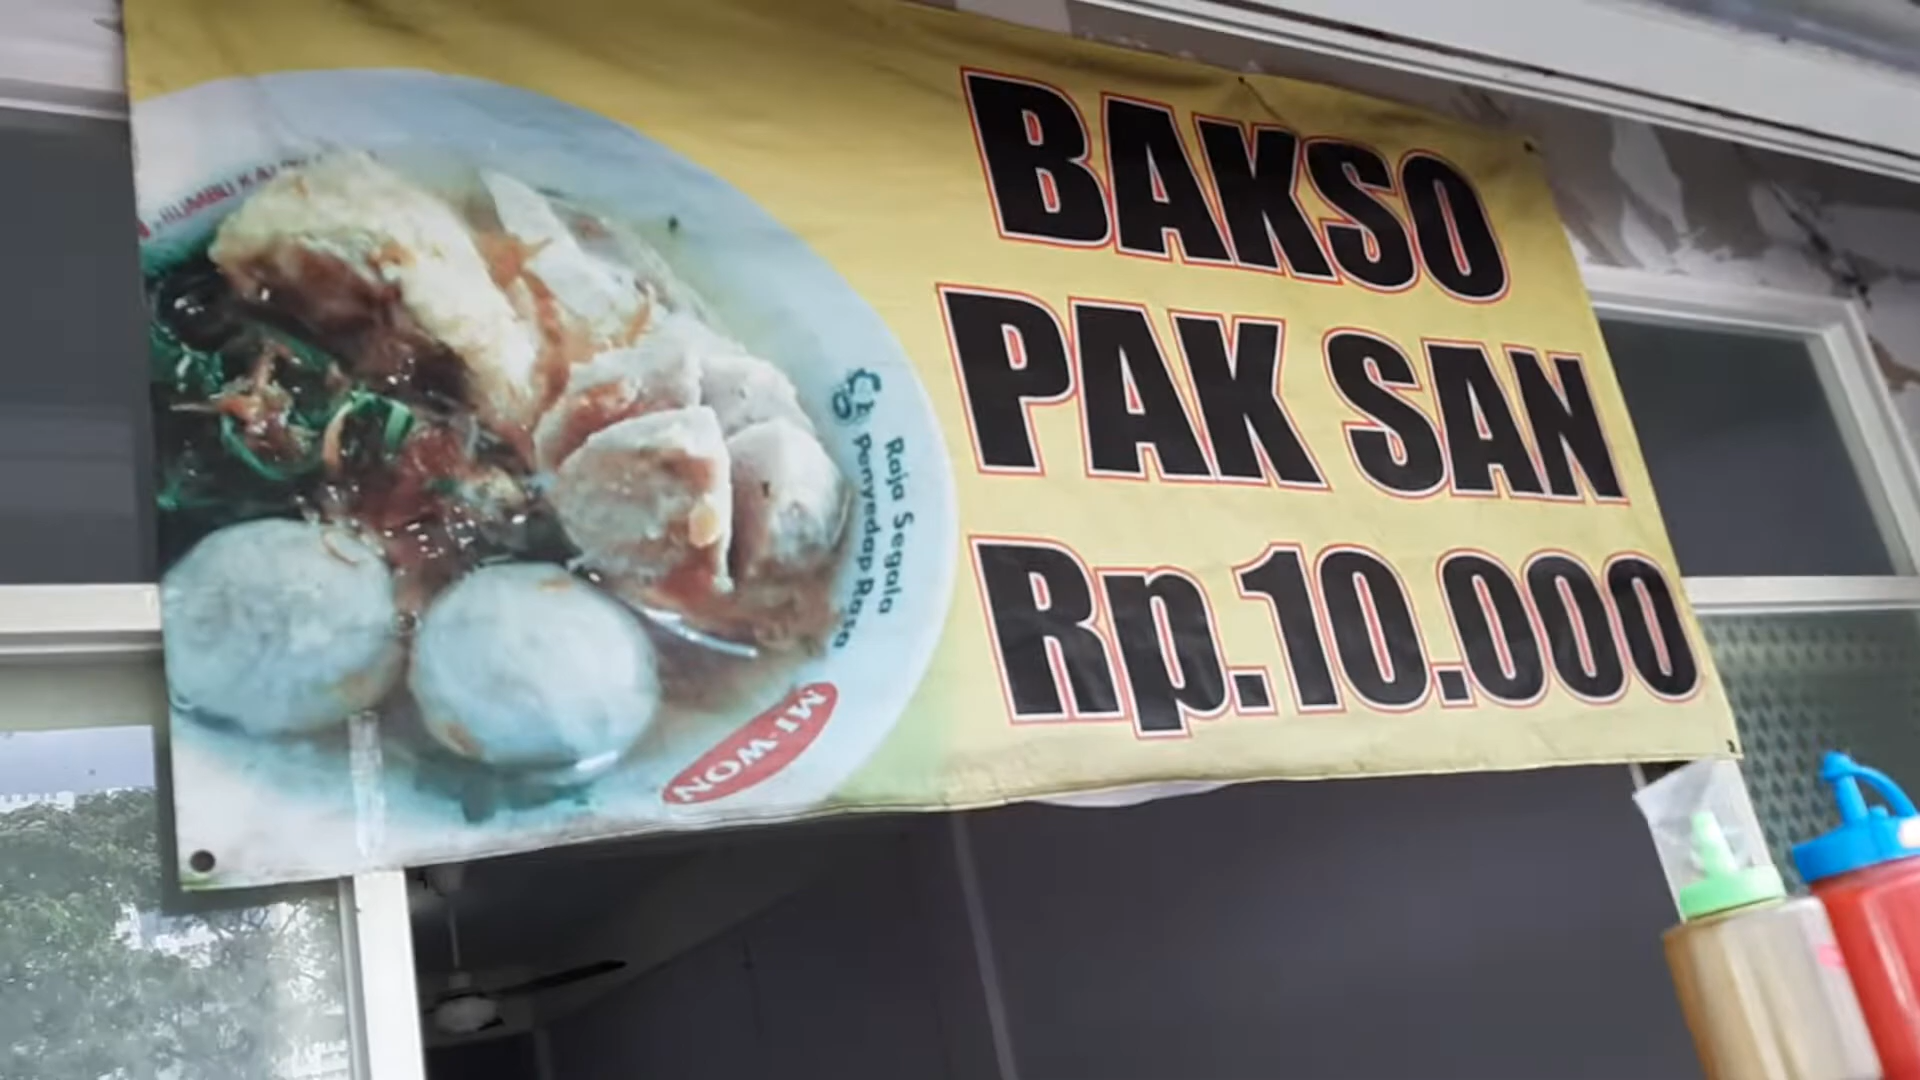 BAKSO
PAK SAN
Rp.10.000
Raja Segala
Penyedap Rasa
MI-WON